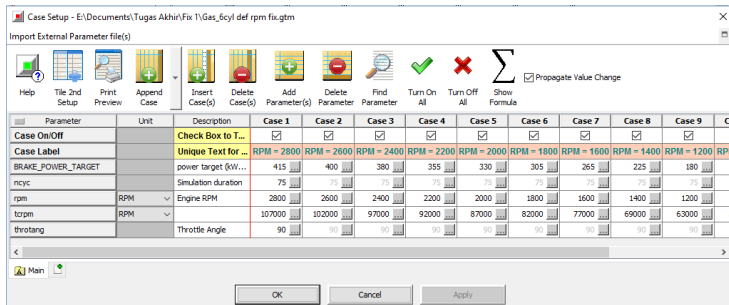 Case Setup - E:\Documents\Tugas Akhir\Fix 1\Gas_6cyl def rpm fix.gtm
Import External Parameter file(s)
Help Tile 2nd Setup Print Preview Append Case Insert Case(s) Delete Case(s) Add Parameter(s) Delete Parameter Find Parameter Turn On All Turn Off All Show Formula Propagate Value Change
Parameter Unit Description Case 1 Case 2 Case 3 Case 4 Case 5 Case 6 Case 7 Case 8 Case 9 C
Case On/Off Check Box to T...
Case Label Unique Text for ... RPM = 2800 RPM = 2600 RPM = 2400 RPM = 2200 RPM = 2000 RPM = 1800 RPM = 1600 RPM = 1400 RPM = 1200 RP
BRAKE_POWER_TARGET power target (kW... 415 ... 400 ... 380 ... 355 ... 330 ... 305 ... 265 ... 225 ... 180 ...
ncyc Simulation duration 75 ... 75 ... 75 ... 75 ... 75 ... 75 ... 75 ... 75 ... 75 ...
rpm RPM Engine RPM 2800 ... 2600 ... 2400 ... 2200 ... 2000 ... 1800 ... 1600 ... 1400 ... 1200 ...
tcrpm RPM 107000 ... 102000 ... 97000 ... 92000 ... 87000 ... 82000 ... 77000 ... 69000 ... 63000 ...
throtang Throttle Angle 90 ... 90 ... 90 ... 90 ... 90 ... 90 ... 90 ... 90 ... 90 ...
Main
OK Cancel Apply